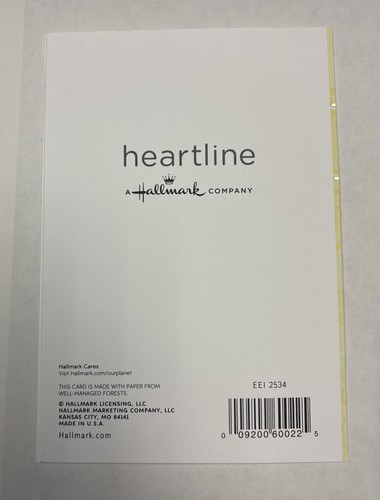 heartline
A Hallmark COMPANY
Hallmark Cares
Visit Hallmark.com/ourplanet
THIS CARD IS MADE WITH PAPER FROM
WELL-MANAGED FORESTS.
© HALLMARK LICENSING, LLC
HALLMARK MARKETING COMPANY, LLC
KANSAS CITY, MO 64141
MADE IN U.S.A.
Hallmark.com
EEI 2534
0 09200 60022 5